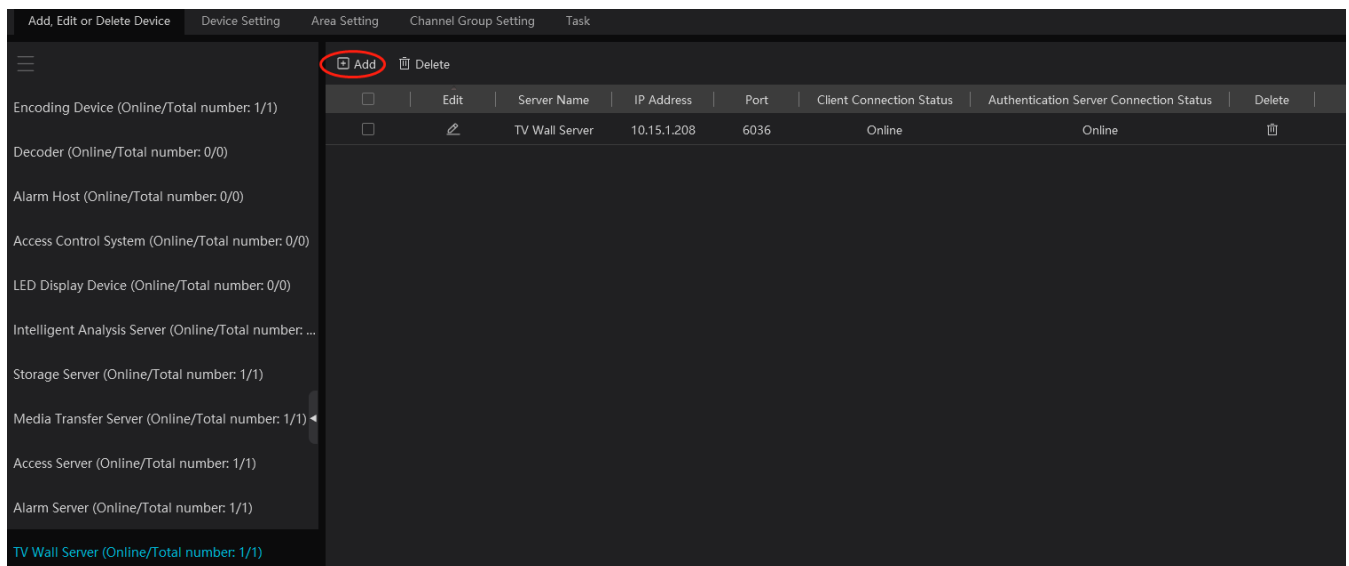 Add, Edit or Delete Device Device Setting Area Setting Channel Group Setting Task
Add Delete
Edit Server Name IP Address Port Client Connection Status Authentication Server Connection Status Delete
TV Wall Server 10.15.1.208 6036 Online Online
Encoding Device (Online/Total number: 1/1)
Decoder (Online/Total number: 0/0)
Alarm Host (Online/Total number: 0/0)
Access Control System (Online/Total number: 0/0)
LED Display Device (Online/Total number: 0/0)
Intelligent Analysis Server (Online/Total number: ...
Storage Server (Online/Total number: 1/1)
Media Transfer Server (Online/Total number: 1/1)
Access Server (Online/Total number: 1/1)
Alarm Server (Online/Total number: 1/1)
TV Wall Server (Online/Total number: 1/1)